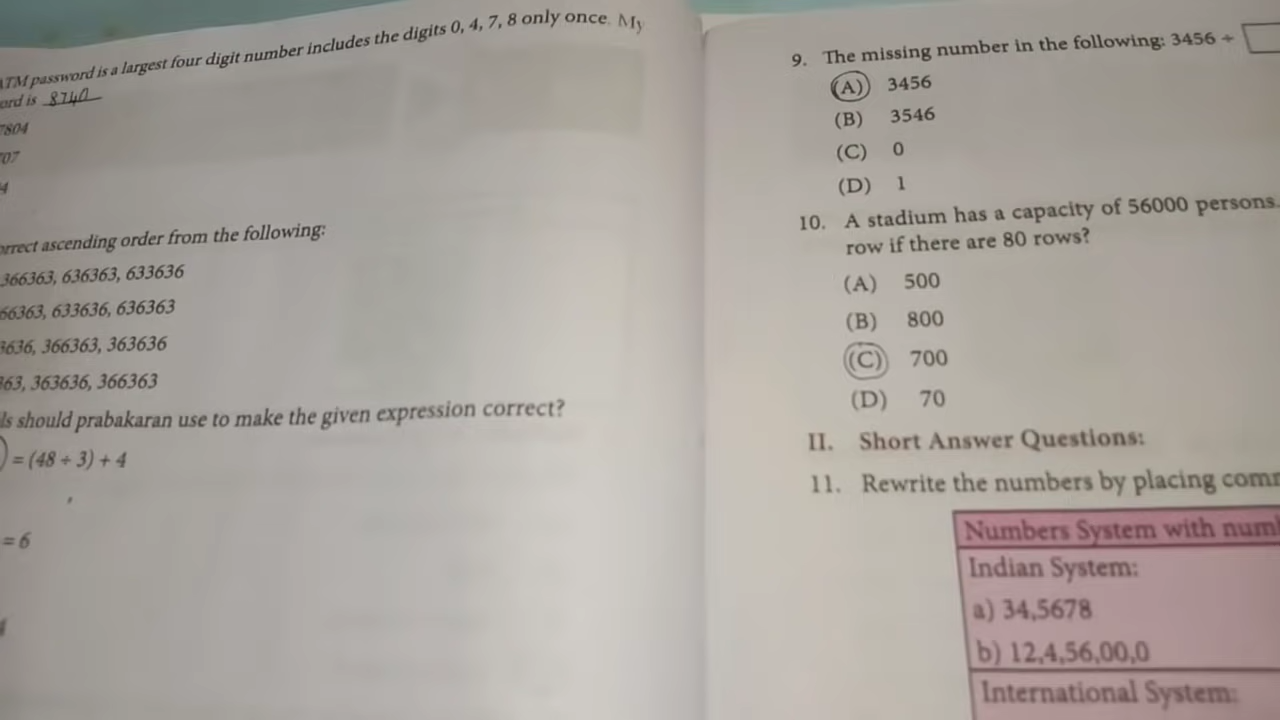 ATM password is a largest four digit number includes the digits 0, 4, 7, 8 only once. My
ord is 8740
7804
707
4
orrect ascending order from the following:
366363, 636363, 633636
66363, 633636, 636363
3636, 366363, 363636
363, 363636, 366363
ls should prabakaran use to make the given expression correct?
= (48 ÷ 3) + 4
= 6
9. The missing number in the following: 3456 ÷
(A) 3456
(B) 3546
(C) 0
(D) 1
10. A stadium has a capacity of 56000 persons.
row if there are 80 rows?
(A) 500
(B) 800
(C) 700
(D) 70
II. Short Answer Questions:
11. Rewrite the numbers by placing comm
Numbers System with num
Indian System:
a) 34,5678
b) 12,4,56,00,0
International System: